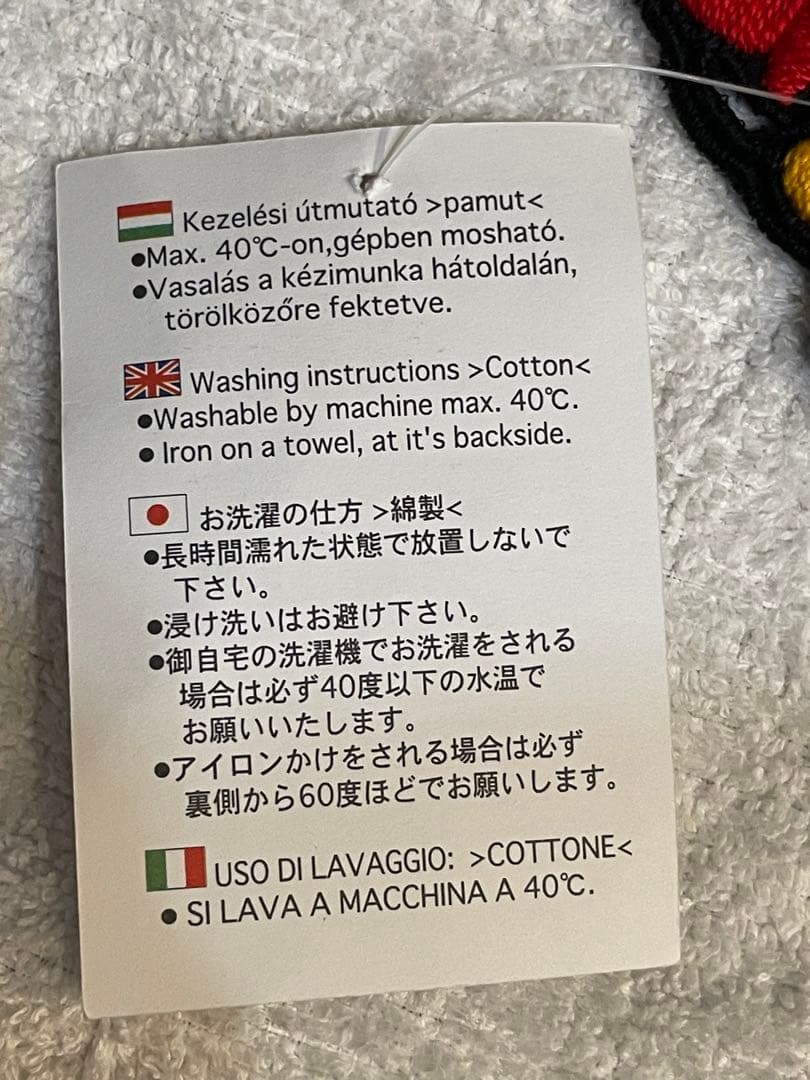 Kezelési útmutató >pamut<
●Max. 40℃-on,gépben mosható.
●Vasalás a kézimunka hátoldalán,
törölközőre fektetve.
Washing instructions >Cotton<
●Washable by machine max. 40℃.
● Iron on a towel, at it's backside.
お洗濯の仕方 >綿製<
●長時間濡れた状態で放置しないで
下さい。
●浸け洗いはお避け下さい。
●御自宅の洗濯機でお洗濯をされる
場合は必ず40度以下の水温で
お願いいたします。
●アイロンかけをされる場合は必ず
裏側から60度ほどでお願いします。
USO DI LAVAGGIO: >COTTONE<
● SI LAVA A MACCHINA A 40℃.